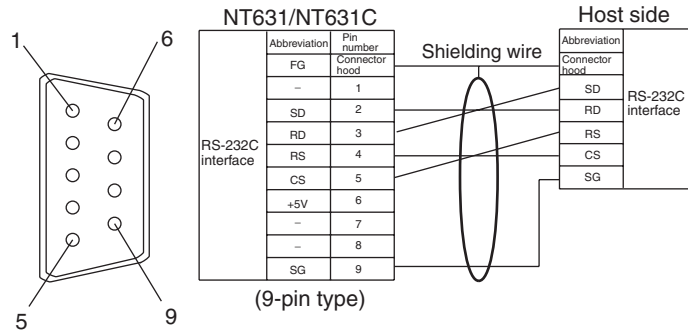 NT631/NT631C
Host side
1
6
5
9
Abbreviation Pin number
FG Connector hood
– 1
SD 2
RD 3
RS 4
CS 5
+5V 6
– 7
– 8
SG 9
RS-232C interface
(9-pin type)
Shielding wire
Abbreviation
Connector hood
SD
RD
RS
CS
SG
RS-232C interface